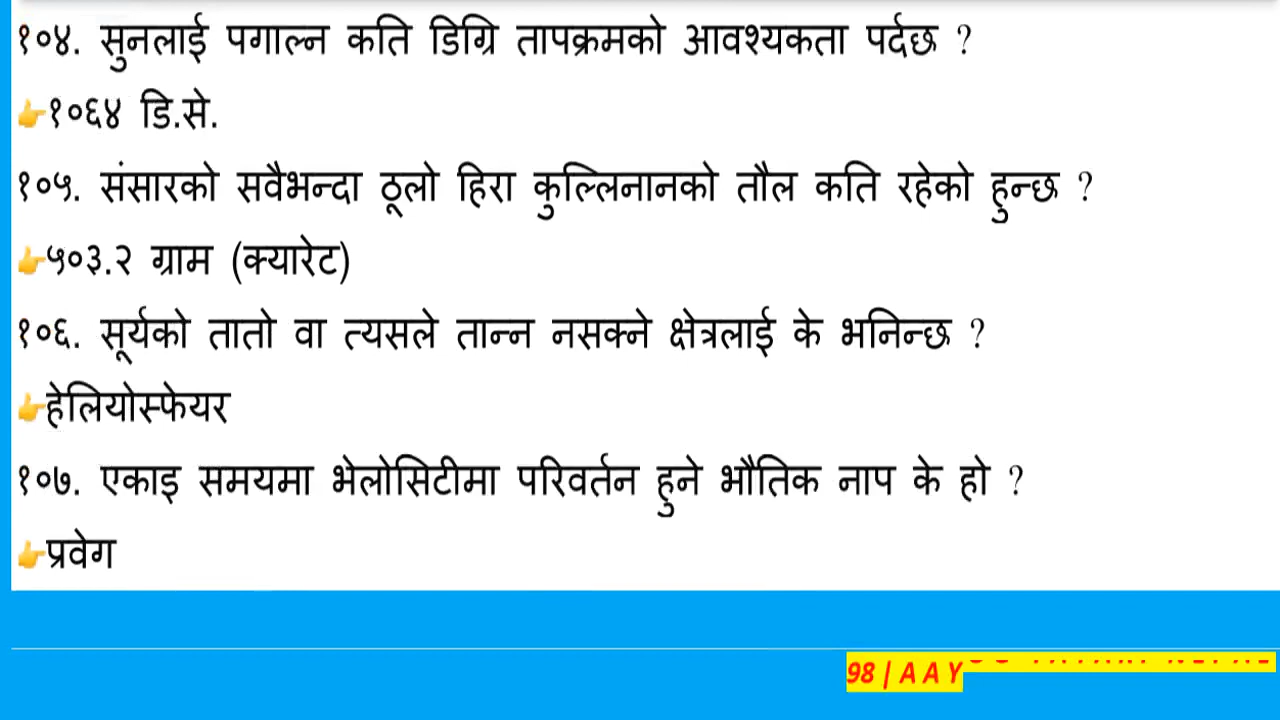 १०४. सुनलाई पगाल्न कति डिग्रि तापक्रमको आवश्यकता पर्दछ ?
👉१०६४ डि.से.
१०५. संसारको सवैभन्दा ठूलो हिरा कुल्लिनानको तौल कति रहेको हुन्छ ?
👉५०३.२ ग्राम (क्यारेट)
१०६. सूर्यको तातो वा त्यसले तान्न नसक्ने क्षेत्रलाई के भनिन्छ ?
👉हेलियोस्फेयर
१०७. एकाइ समयमा भेलोसिटीमा परिवर्तन हुने भौतिक नाप के हो ?
👉प्रवेग
98 | A A Y